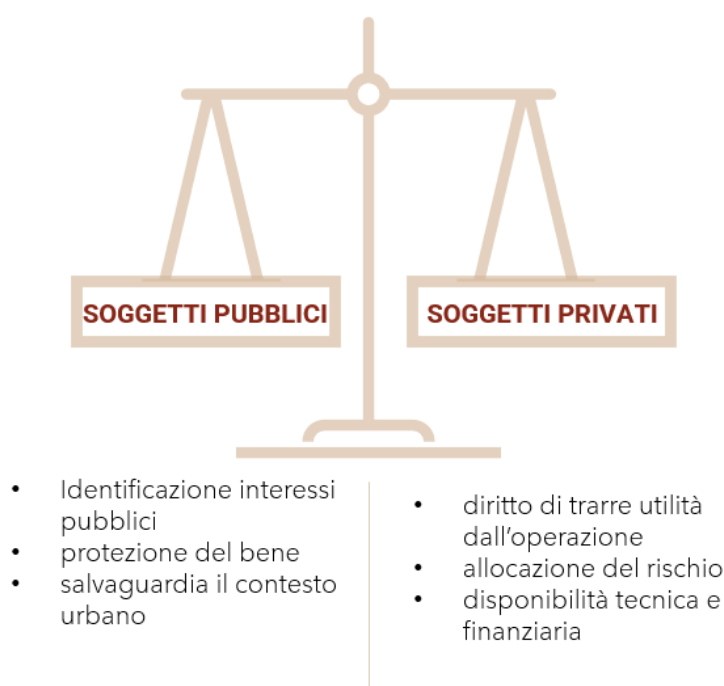 SOGGETTI PUBBLICI
SOGGETTI PRIVATI
• Identificazione interessi
pubblici
• protezione del bene
• salvaguardia il contesto
urbano
• diritto di trarre utilità
dall’operazione
• allocazione del rischio
• disponibilità tecnica e
finanziaria